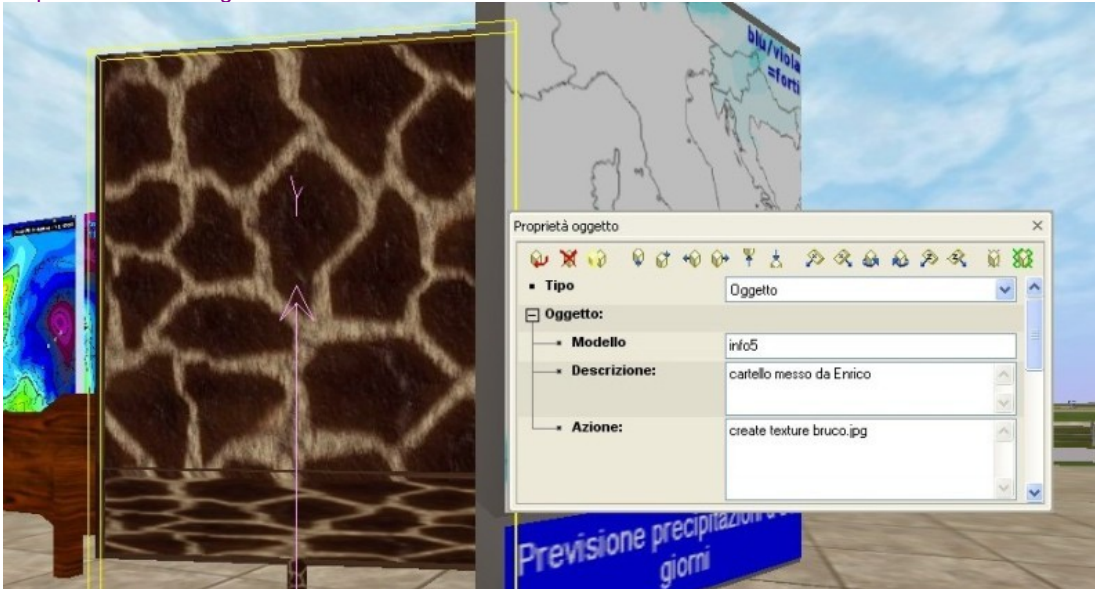 blu/viola
=forti
Y
Proprietà oggetto
Tipo
Oggetto
Oggetto:
Modello
info5
Descrizione:
cartello messo da Enrico
Azione:
create texture bruco.jpg
Previsione precipitazioni
giorni